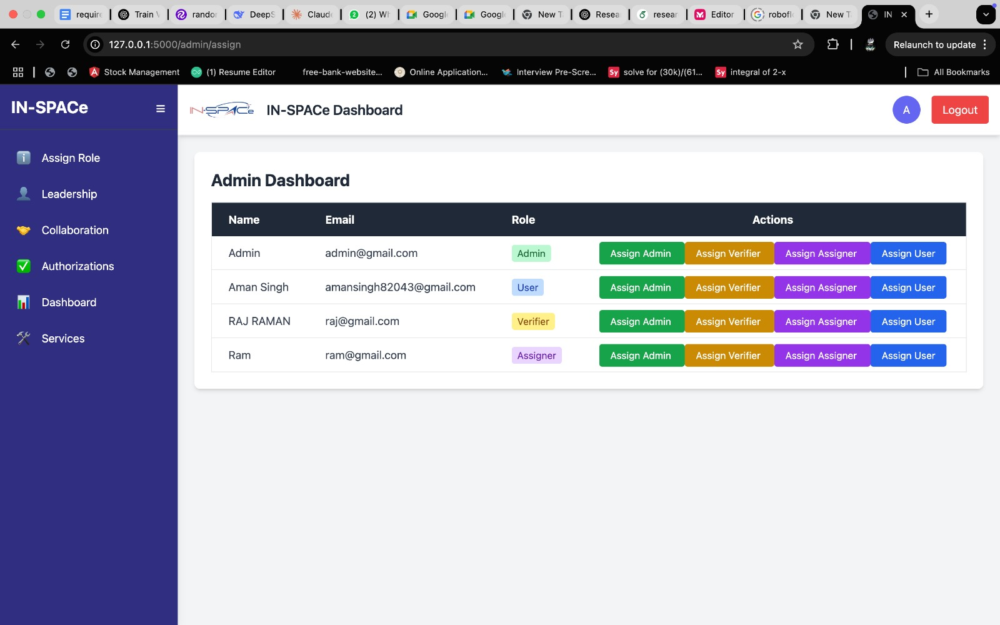 require Train V rando DeepS Claude (2) Wh Google Google New T Resea resear Editor robofl New T IN
127.0.0.1:5000/admin/assign Relaunch to update
Stock Management (1) Resume Editor free-bank-website... Online Application... Interview Pre-Scre... Sy solve for (30k)/(61... Sy integral of 2-x All Bookmarks
IN-SPACe
IN-SPACe IN-SPACe Dashboard A Logout
Assign Role
Leadership
Collaboration
Authorizations
Dashboard
Services
Admin Dashboard
Name Email Role Actions
Admin admin@gmail.com Admin Assign Admin Assign Verifier Assign Assigner Assign User
Aman Singh amansingh82043@gmail.com User Assign Admin Assign Verifier Assign Assigner Assign User
RAJ RAMAN raj@gmail.com Verifier Assign Admin Assign Verifier Assign Assigner Assign User
Ram ram@gmail.com Assigner Assign Admin Assign Verifier Assign Assigner Assign User